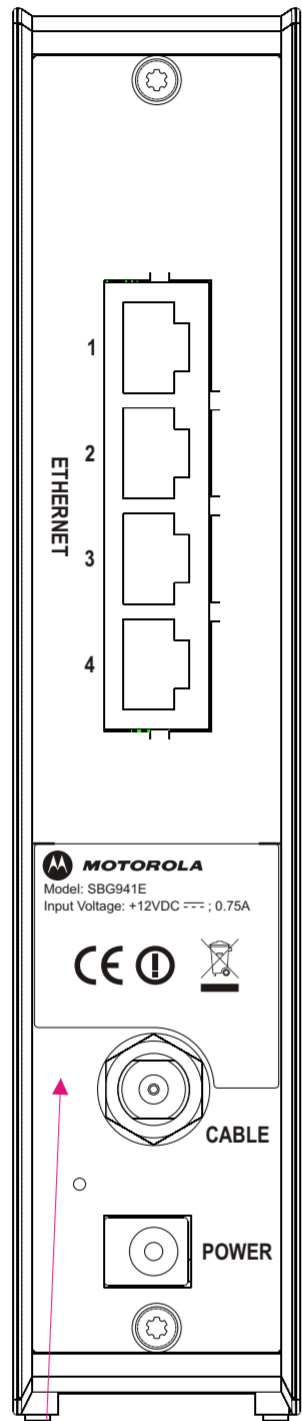 1
2
ETHERNET
3
4
MOTOROLA
Model: SBG941E
Input Voltage: +12VDC ⎓ ; 0.75A
CE
CABLE
POWER